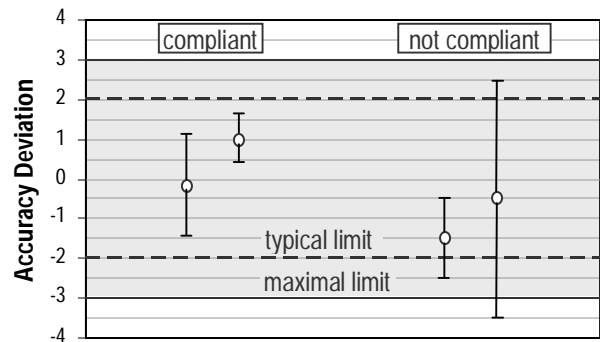 compliant
not compliant
Accuracy Deviation
4
3
2
1
0
-1
-2
-3
-4
typical limit
maximal limit